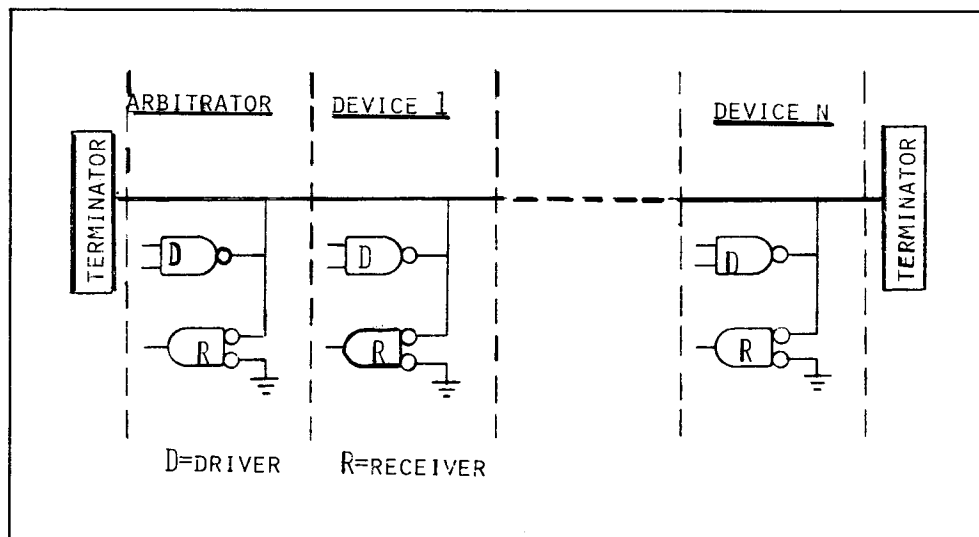 ARBITRATOR
DEVICE 1
DEVICE N
TERMINATOR
TERMINATOR
D
D
D
R
R
R
D=DRIVER
R=RECEIVER